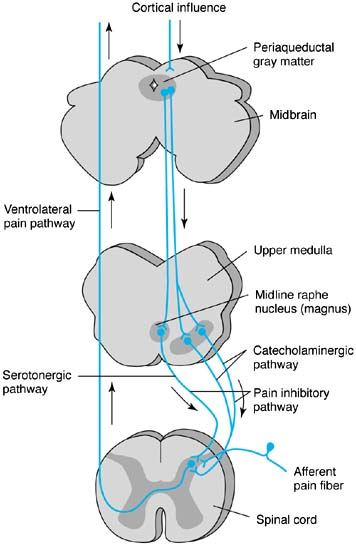 Cortical influence
Periaqueductal
gray matter
Midbrain
Ventrolateral
pain pathway
Upper medulla
Midline raphe
nucleus (magnus)
Catecholaminergic
pathway
Serotonergic
pathway
Pain inhibitory
pathway
Afferent
pain fiber
Spinal cord